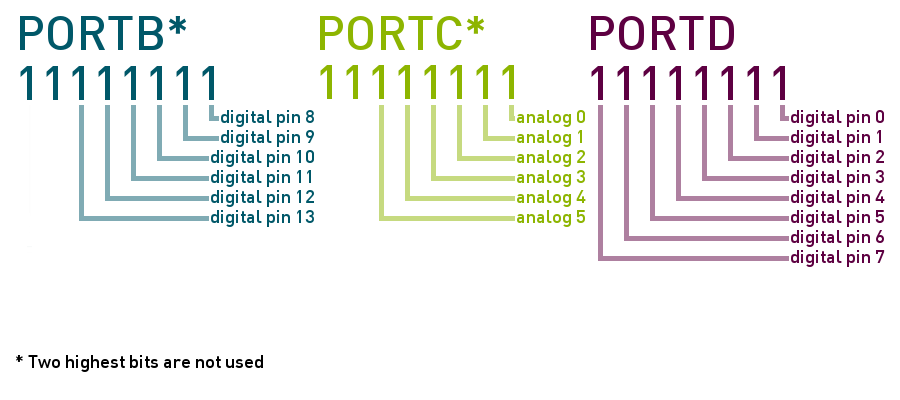 PORTB*
11111111
digital pin 8
digital pin 9
digital pin 10
digital pin 11
digital pin 12
digital pin 13
PORTC*
11111111
analog 0
analog 1
analog 2
analog 3
analog 4
analog 5
PORTD
11111111
digital pin 0
digital pin 1
digital pin 2
digital pin 3
digital pin 4
digital pin 5
digital pin 6
digital pin 7
* Two highest bits are not used